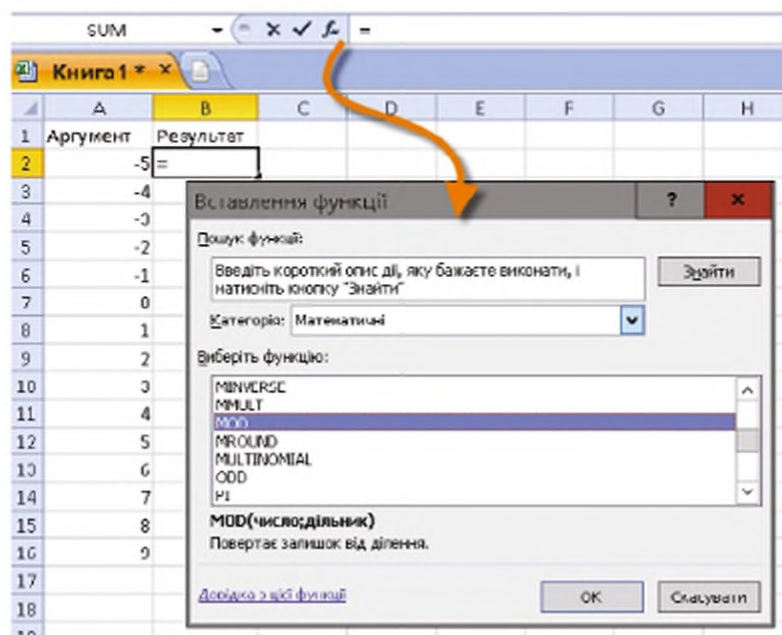 SUM =
Книга1 *
A B C D E F G H
1 Аргумент Результат
2 -5 =
3 -4
4 -3
5 -2
6 -1
7 0
8 1
9 2
10 3
11 4
12 5
13 6
14 7
15 8
16 9
17
18
19
Вставлення функції ?
Пошук функції:
Введіть короткий опис дії, яку бажаєте виконати, і
натисніть кнопку "Знайти"
Знайти
Категорія: Математичні
Виберіть функцію:
MINVERSE
MMULT
MOD
MROUND
MULTINOMIAL
ODD
PI
MOD(число;дільник)
Повертає залишок від ділення.
Довідка з цієї функції
OK
Скасувати